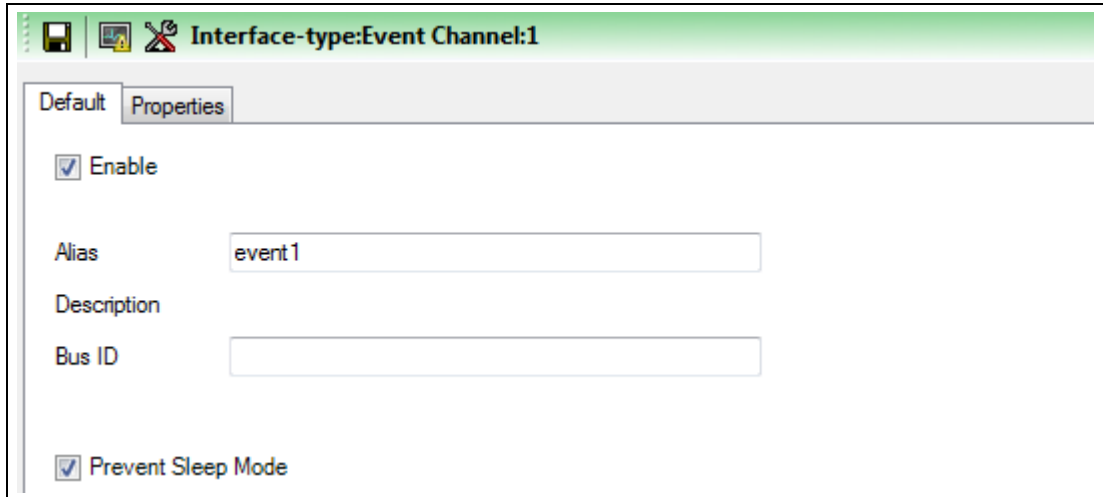 Interface-type:Event Channel:1
Default Properties
Enable
Alias event1
Description
Bus ID
Prevent Sleep Mode